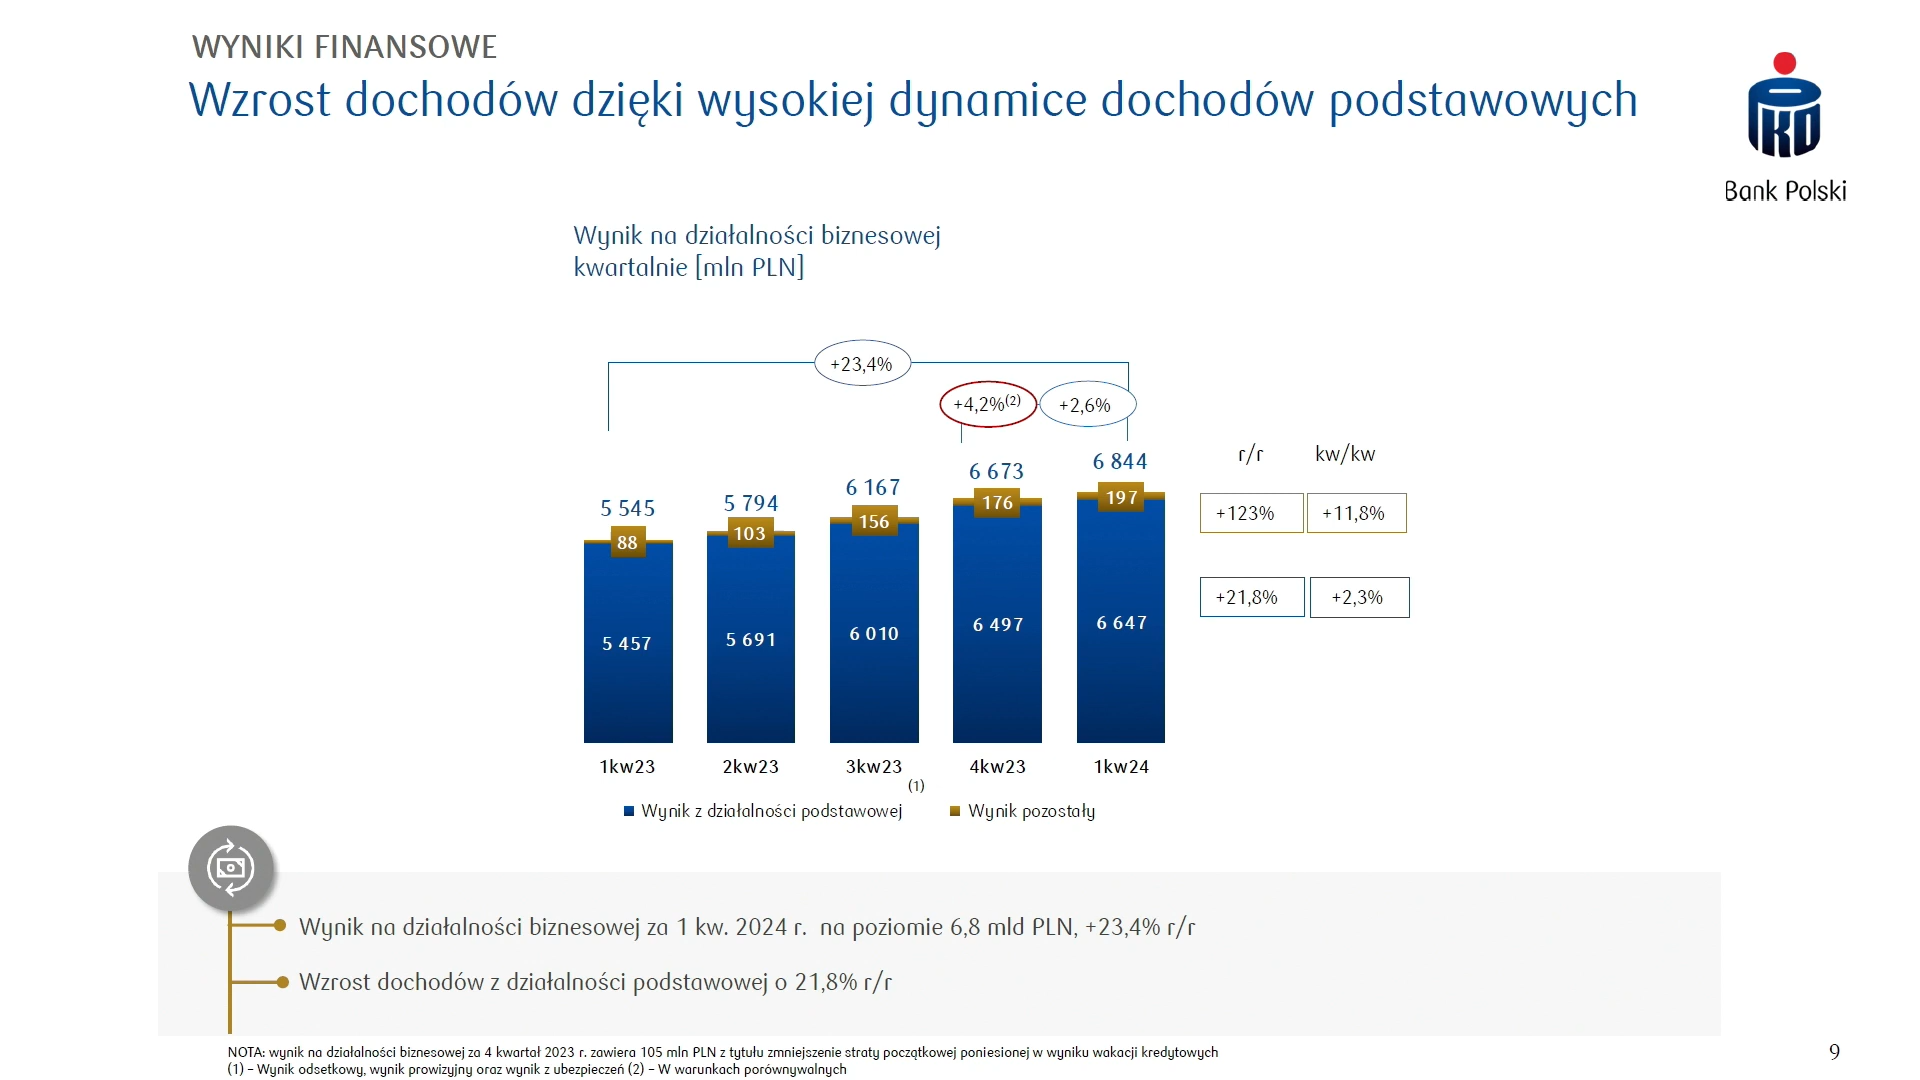 WYNIKI FINANSOWE
Wzrost dochodów dzięki wysokiej dynamice dochodów podstawowych
PKO
Bank Polski
Wynik na działalności biznesowej
kwartalnie [mln PLN]
+23,4%
+4,2%(2)
+2,6%
r/r kw/kw
5 545
5 794
6 167
6 673
6 844
88
103
156
176
197
+123% +11,8%
5 457
5 691
6 010
6 497
6 647
+21,8% +2,3%
1kw23 2kw23 3kw23 4kw23 1kw24
(1)
Wynik z działalności podstawowej Wynik pozostały
Wynik na działalności biznesowej za 1 kw. 2024 r. na poziomie 6,8 mld PLN, +23,4% r/r
Wzrost dochodów z działalności podstawowej o 21,8% r/r
NOTA: wynik na działalności biznesowej za 4 kwartał 2023 r. zawiera 105 mln PLN z tytułu zmniejszenie straty początkowej poniesionej w wyniku wakacji kredytowych
(1) – Wynik odsetkowy, wynik prowizyjny oraz wynik z ubezpieczeń (2) – W warunkach porównywalnych
9